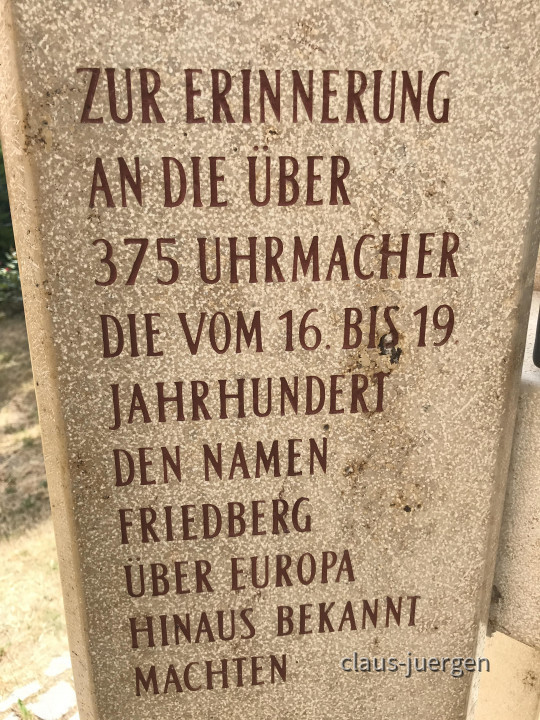 ZUR ERINNERUNG
AN DIE ÜBER
375 UHRMACHER
DIE VOM 16. BIS 19.
JAHRHUNDERT
DEN NAMEN
FRIEDBERG
ÜBER EUROPA
HINAUS BEKANNT
MACHTEN
claus-juergen